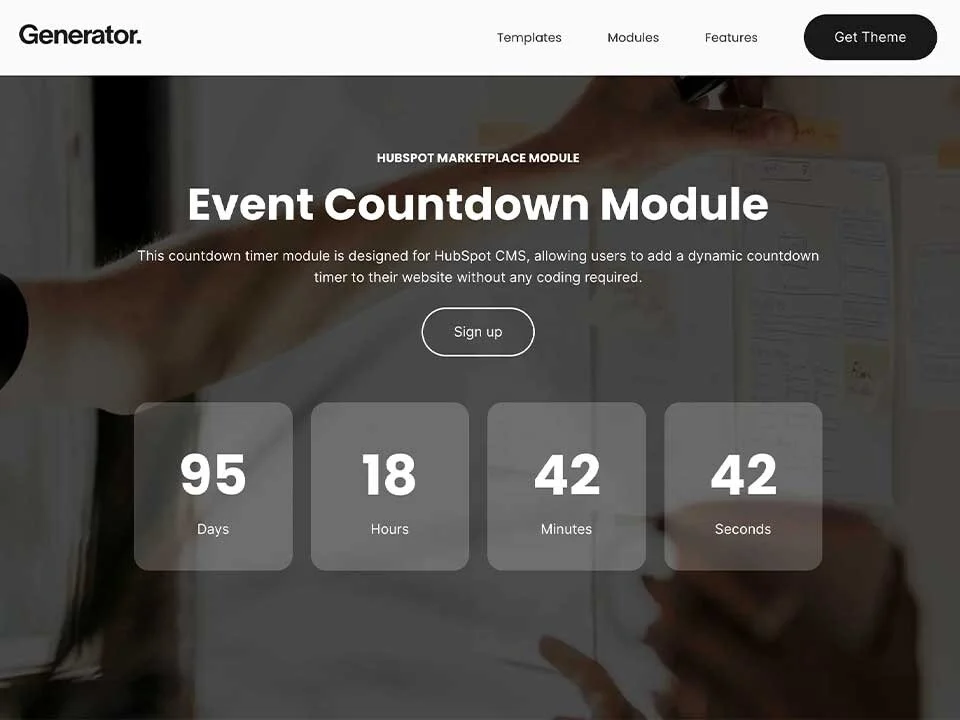 Generator.
Templates
Modules
Features
Get Theme
HUBSPOT MARKETPLACE MODULE
Event Countdown Module
This countdown timer module is designed for HubSpot CMS, allowing users to add a dynamic countdown
timer to their website without any coding required.
Sign up
95
18
42
42
Days
Hours
Minutes
Seconds